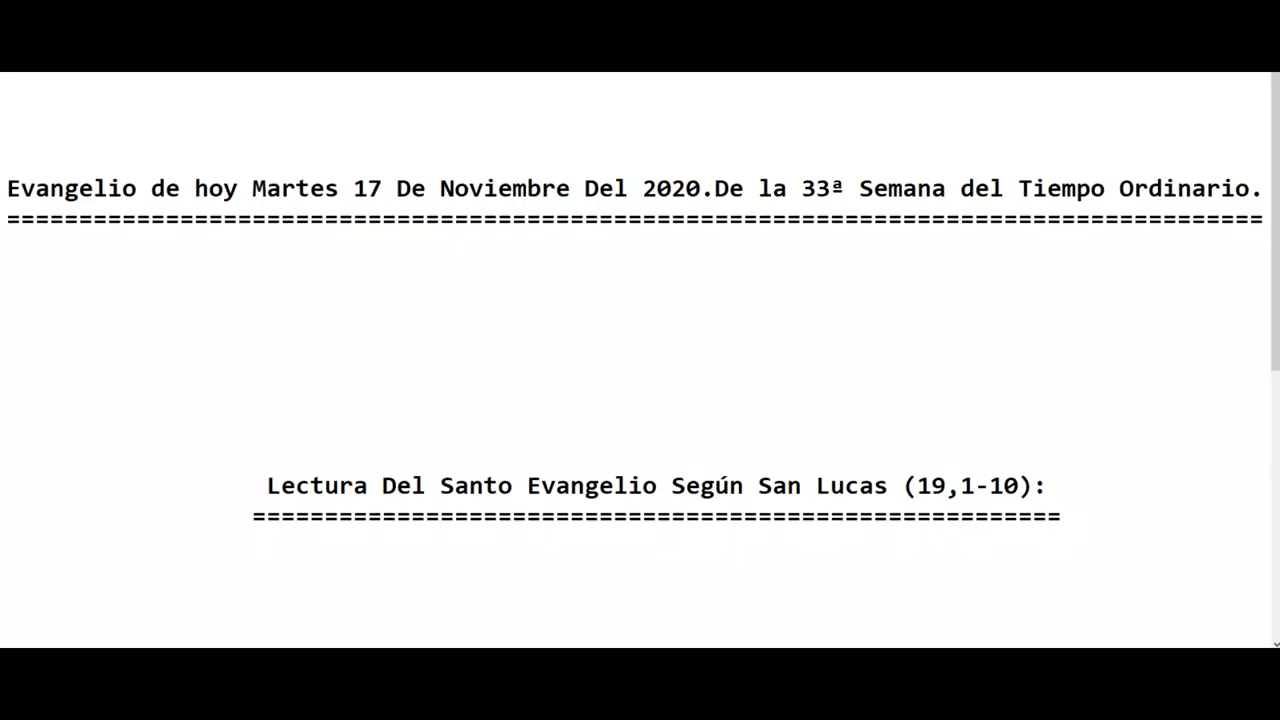 Evangelio de hoy Martes 17 De Noviembre Del 2020.De la 33ª Semana del Tiempo Ordinario.
=======================================================================================
Lectura Del Santo Evangelio Según San Lucas (19,1-10):
========================================================